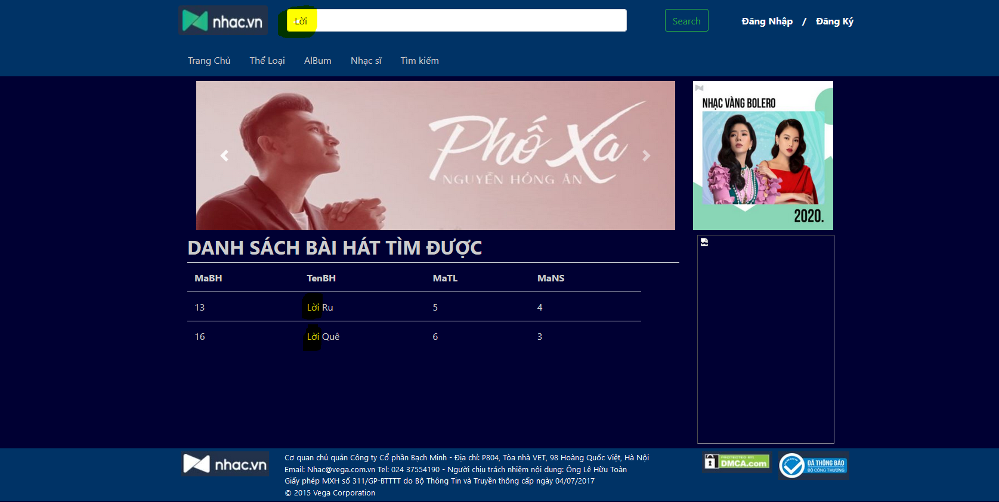 nhạc.vn
Lời
Search
Đăng Nhập / Đăng Ký
Trang Chủ Thể Loại AlBum Nhạc sĩ Tìm kiếm
Phố Xa
NGUYỄN HỒNG ÂN
NHẠC VÀNG BOLERO
2020.
DANH SÁCH BÀI HÁT TÌM ĐƯỢC
MaBH TenBH MaTL MaNS
13 Lời Ru 5 4
16 Lời Quê 6 3
nhạc.vn
Cơ quan chủ quản Công ty Cổ phần Bạch Minh - Địa chỉ: P804, Tòa nhà VET, 98 Hoàng Quốc Việt, Hà Nội
Email: Nhac@vega.com.vn Tel: 024 37554190 - Người chịu trách nhiệm nội dung: Ông Lê Hữu Toàn
Giấy phép MXH số 311/GP-BTTTT do Bộ Thông Tin và Truyền thông cấp ngày 04/07/2017
© 2015 Vega Corporation
PROTECTED BY:
DMCA.com
ĐÃ THÔNG BÁO
BỘ CÔNG THƯƠNG